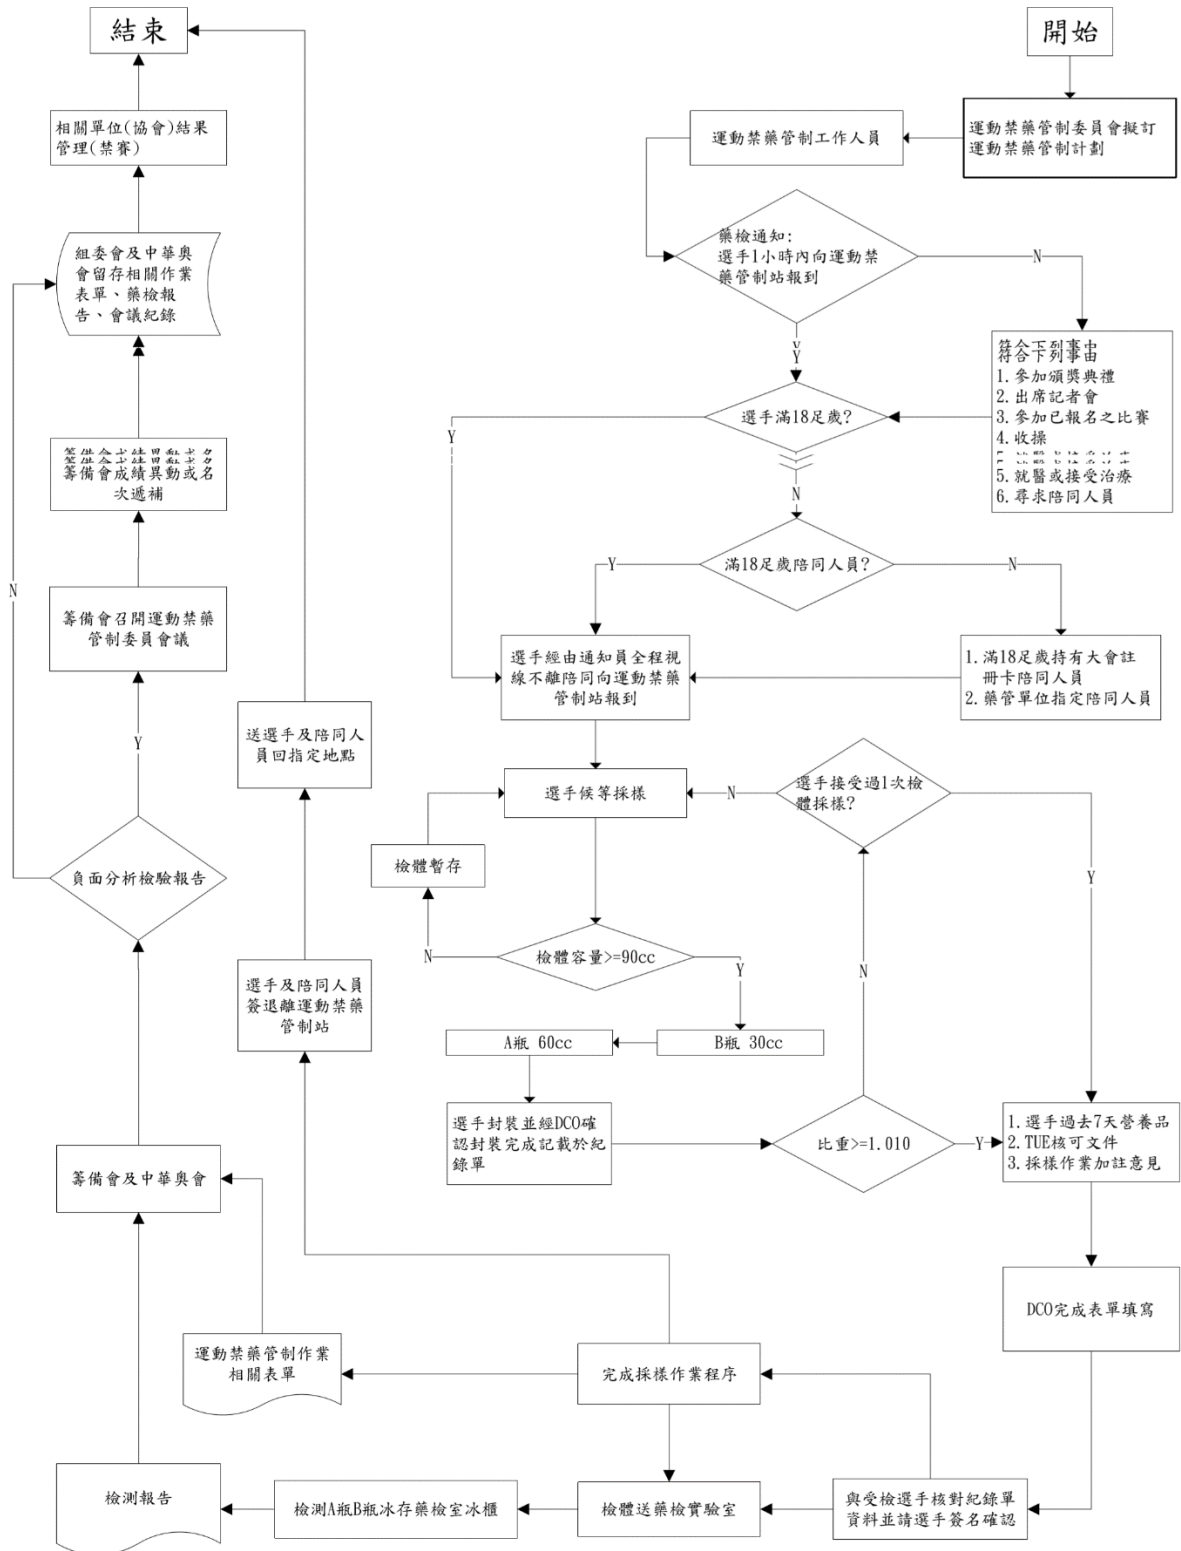 結束
開始
運動禁藥管制委員會擬訂
運動禁藥管制計劃
運動禁藥管制工作人員
藥檢通知:
選手1小時內向運動禁
藥管制站報到
N
Y
符合下列事由
1.參加頒獎典禮
2.出席記者會
3.參加已報名之比賽
4.收操
5.就醫或接受治療
6.尋求陪同人員
選手滿18足歲?
Y
N
滿18足歲陪同人員?
Y
N
1.滿18足歲持有大會註
冊卡陪同人員
2.藥管單位指定陪同人員
選手經由通知員全程視
線不離陪同向運動禁藥
管制站報到
選手候等採樣
N
選手接受過1次檢
體採樣?
Y
檢體暫存
N
檢體容量>=90cc
Y
N
A瓶 60cc
B瓶 30cc
選手封裝並經DCO確
認封裝完成記載於紀
錄單
比重>=1.010
Y
1.選手過去7天營養品
2.TUE核可文件
3.採樣作業加註意見
DCO完成表單填寫
與受檢選手核對紀錄單
資料並請選手簽名確認
完成採樣作業程序
檢體送藥檢實驗室
檢測A瓶B瓶冰存藥檢室冰櫃
檢測報告
運動禁藥管制作業
相關表單
選手及陪同人員
簽退離運動禁藥
管制站
送選手及陪同人
員回指定地點
籌備會及中華奧會
負面分析檢驗報告
N
Y
籌備會召開運動禁藥
管制委員會議
籌備會成績異動或名
次遞補
組委會及中華奧
會留存相關作業
表單、藥檢報
告、會議紀錄
相關單位(協會)結果
管理(禁賽)